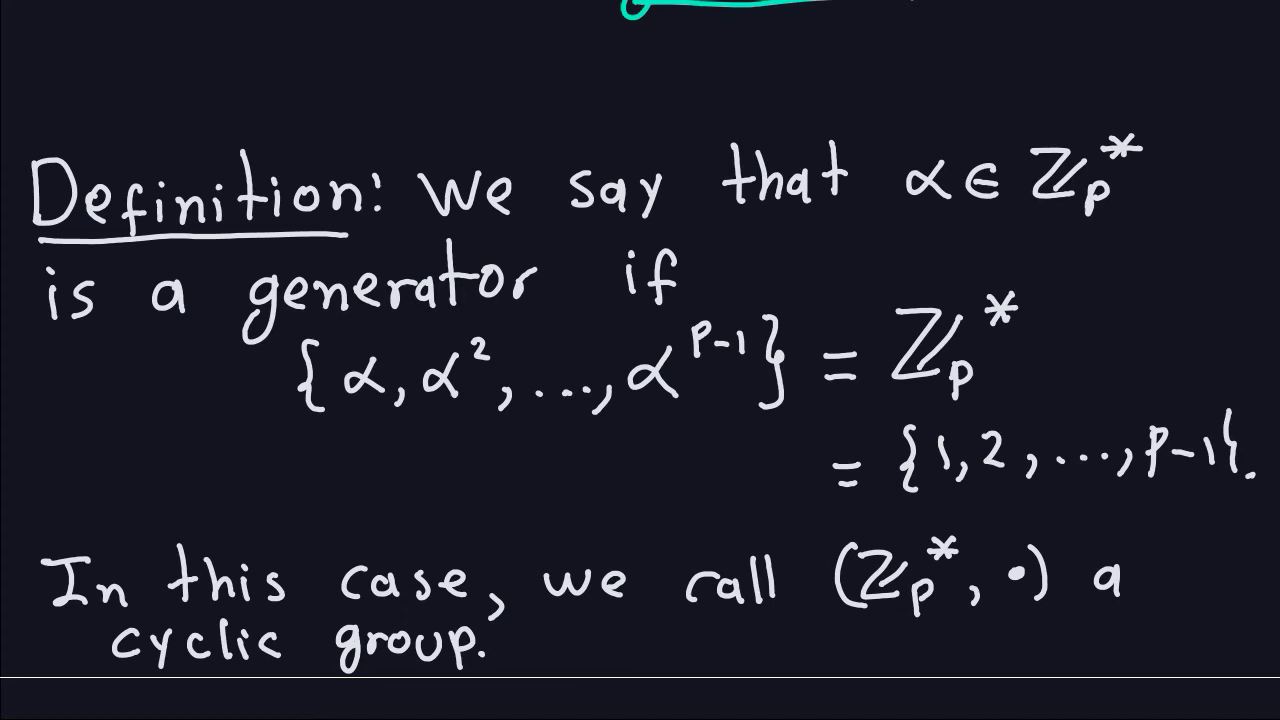 Definition: We say that α ∈ ℤₚ*
is a generator if
{α, α², ..., αᵖ⁻¹} = ℤₚ*
= {1, 2, ..., p-1}.
In this case, we call (ℤₚ*, •) a
cyclic group.